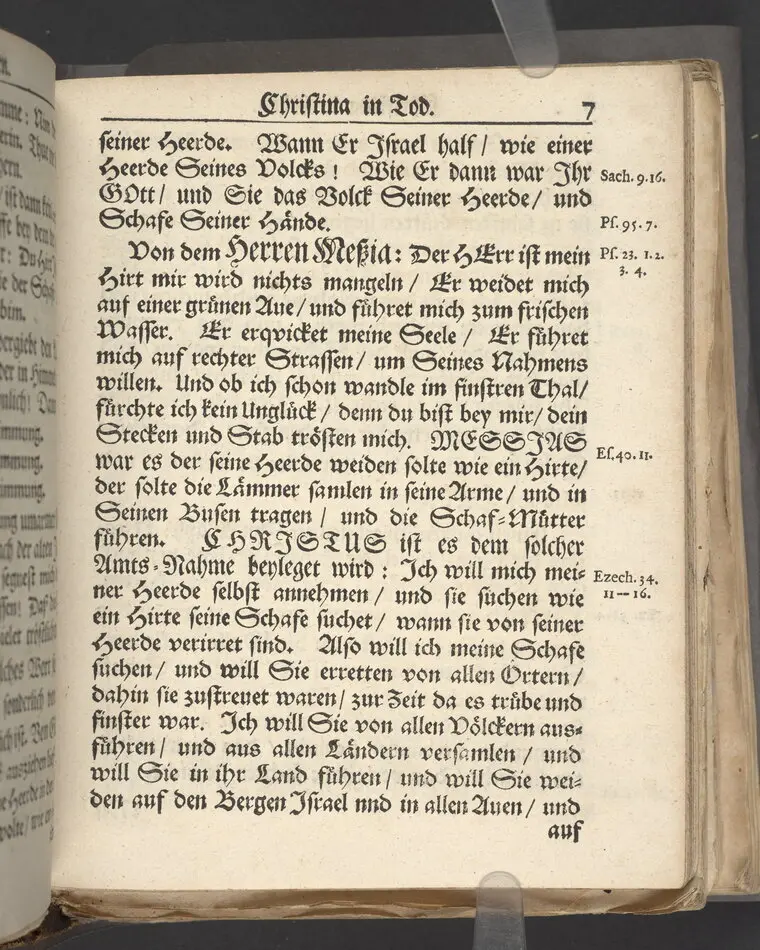 Christina in Tod. 7
seiner Heerde. Wann Er Israel half / wie einer
Heerde Seines Volcks! Wie Er dann war Ihr
GOtt / und Sie das Volck Seiner Heerde / und
Schafe Seiner Hände.
Sach. 9. 16.
Ps. 95. 7.
Von dem Herren Meßia: Der HErr ist mein
Hirt mir wird nichts mangeln / Er weidet mich
auf einer grünen Aue / und führet mich zum frischen
Wasser. Er erqvicket meine Seele / Er führet
mich auf rechter Strassen / um Seines Nahmens
willen. Und ob ich schon wandle im finstren Thal /
fürchte ich kein Unglück / denn du bist bey mir / dein
Stecken und Stab trösten mich. MESSIAS
war es der seine Heerde weiden solte wie ein Hirte /
der solte die Lämmer samlen in seine Arme / und in
Seinen Busen tragen / und die Schaf-Mütter
führen. CHRISTUS ist es dem solcher
Amts-Nahme beyleget wird: Ich will mich mei-
ner Heerde selbst annehmen / und sie suchen wie
ein Hirte seine Schafe suchet / wann sie von seiner
Heerde verirret sind. Also will ich meine Schafe
suchen / und will Sie erretten von allen Ortern /
dahin sie zustreuet waren / zur Zeit da es trübe und
finster war. Ich will Sie von allen Völckern aus-
führen / und aus allen Ländern versamlen / und
will Sie in ihr Land führen / und will Sie wei-
den auf den Bergen Israel nnd in allen Auen / und
auf
Ps. 23. 1. 2.
3. 4.
Es. 40. 11.
Ezech. 34.
11--16.